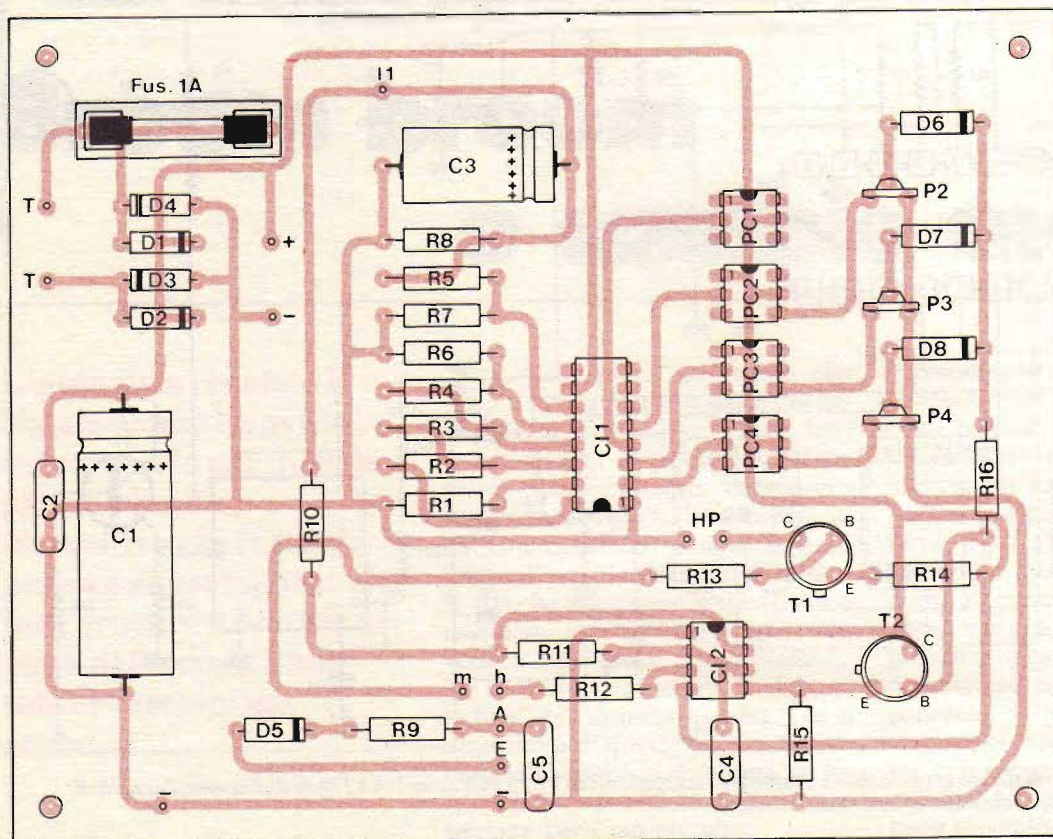 I1
Fus. 1A
D6
C3
P2
T
D4
PC1
D1
+
R8
D7
T
D3
R5
PC2
D2
-
R7
P3
R6
PC3
D8
R4
R3
CI1
PC4
P4
R2
++ ++++
C2
R1
1
R16
C1
R10
HP
C
B
R13
E
R14
T1
T2
1
C
R11
CI2
m
h
R12
E
B
A
D5
R9
E
C5
C4
R15
-
-